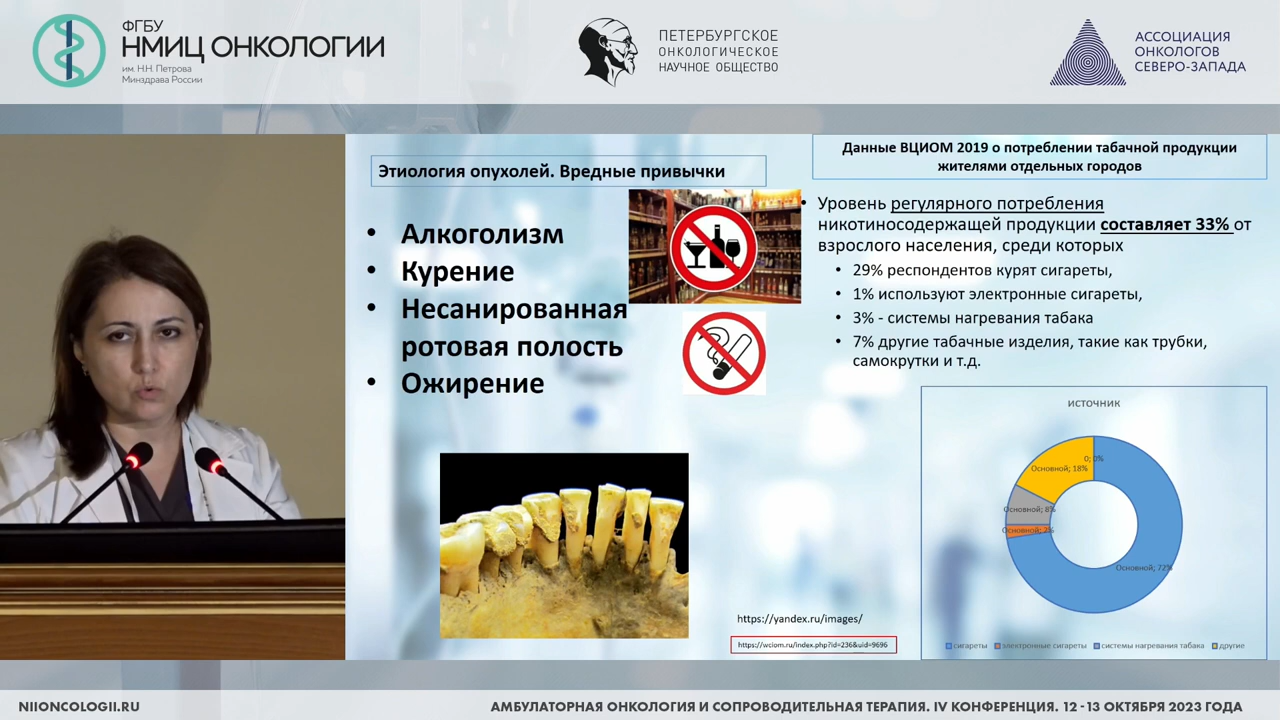 ФГБУ
НМИЦ ОНКОЛОГИИ
им. Н.Н. Петрова
Минздрава России
ПЕТЕРБУРГСКОЕ
ОНКОЛОГИЧЕСКОЕ
НАУЧНОЕ ОБЩЕСТВО
АССОЦИАЦИЯ
ОНКОЛОГОВ
СЕВЕРО-ЗАПАДА
Этиология опухолей. Вредные привычки
• Алкоголизм
• Курение
• Несанированная
ротовая полость
• Ожирение
Данные ВЦИОМ 2019 о потреблении табачной продукции
жителями отдельных городов
• Уровень регулярного потребления
никотиносодержащей продукции составляет 33% от
взрослого населения, среди которых
• 29% респондентов курят сигареты,
• 1% используют электронные сигареты,
• 3% - системы нагревания табака
• 7% другие табачные изделия, такие как трубки,
самокрутки и т.д.
ИСТОЧНИК
0; 0%
Основной; 18%
Основной; 8%
Основной; 2%
Основной; 72%
сигареты электронные сигареты системы нагревания табака другие
https://yandex.ru/images/
https://wciom.ru/index.php?id=236&uid=9696
NIIONCOLOGII.RU
АМБУЛАТОРНАЯ ОНКОЛОГИЯ И СОПРОВОДИТЕЛЬНАЯ ТЕРАПИЯ. IV КОНФЕРЕНЦИЯ. 12-13 ОКТЯБРЯ 2023 ГОДА